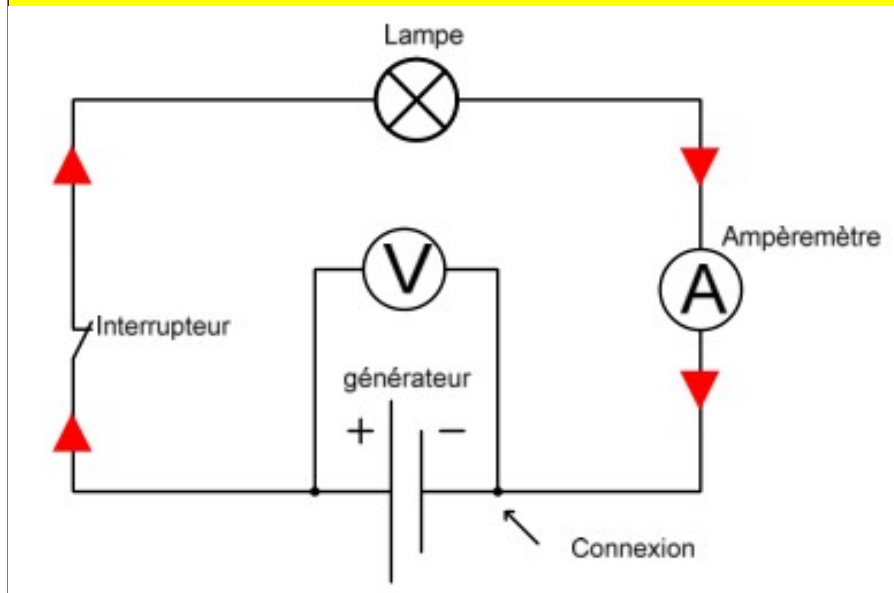 Lampe
Ampèremètre
V
A
Interrupteur
générateur
+ −
Connexion